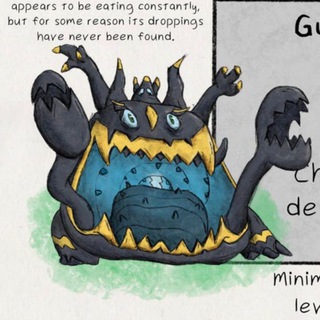 appears to be eating constantly,
but for some reason its droppings
have never been found.
Gu
Ch
de
minim
lev